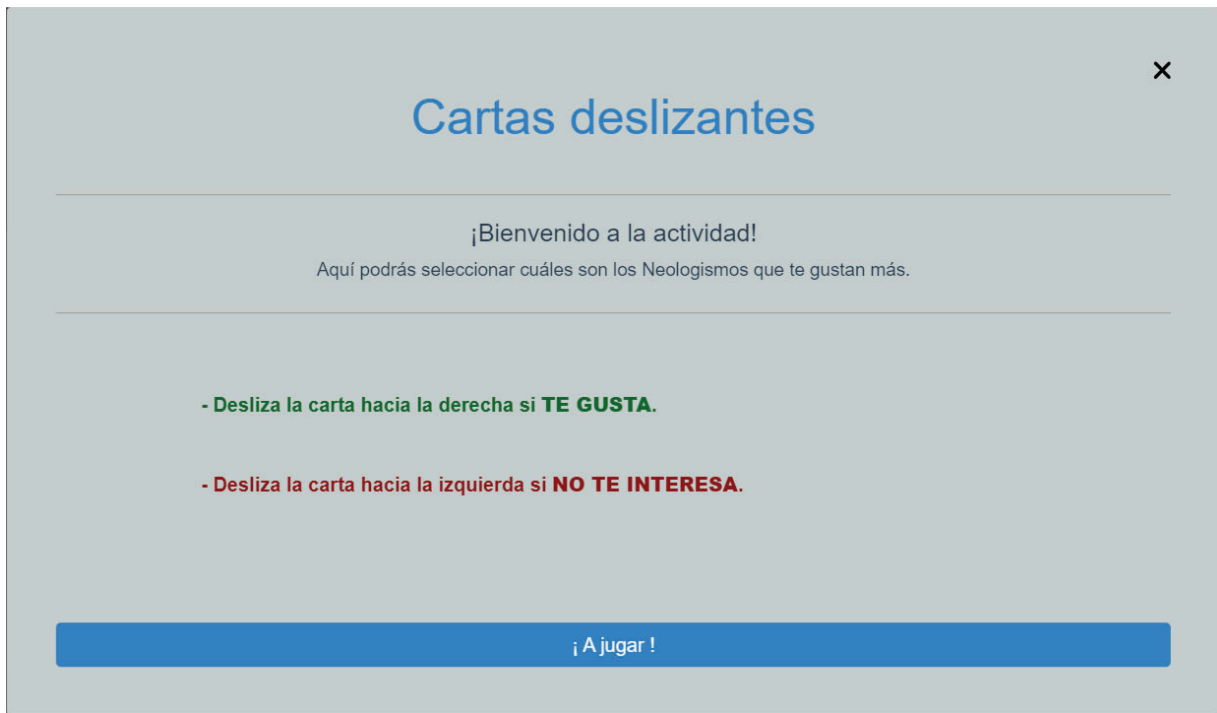 Cartas deslizantes
¡Bienvenido a la actividad!
Aquí podrás seleccionar cuáles son los Neologismos que te gustan más.
- Desliza la carta hacia la derecha si TE GUSTA.
- Desliza la carta hacia la izquierda si NO TE INTERESA.
¡ A jugar !